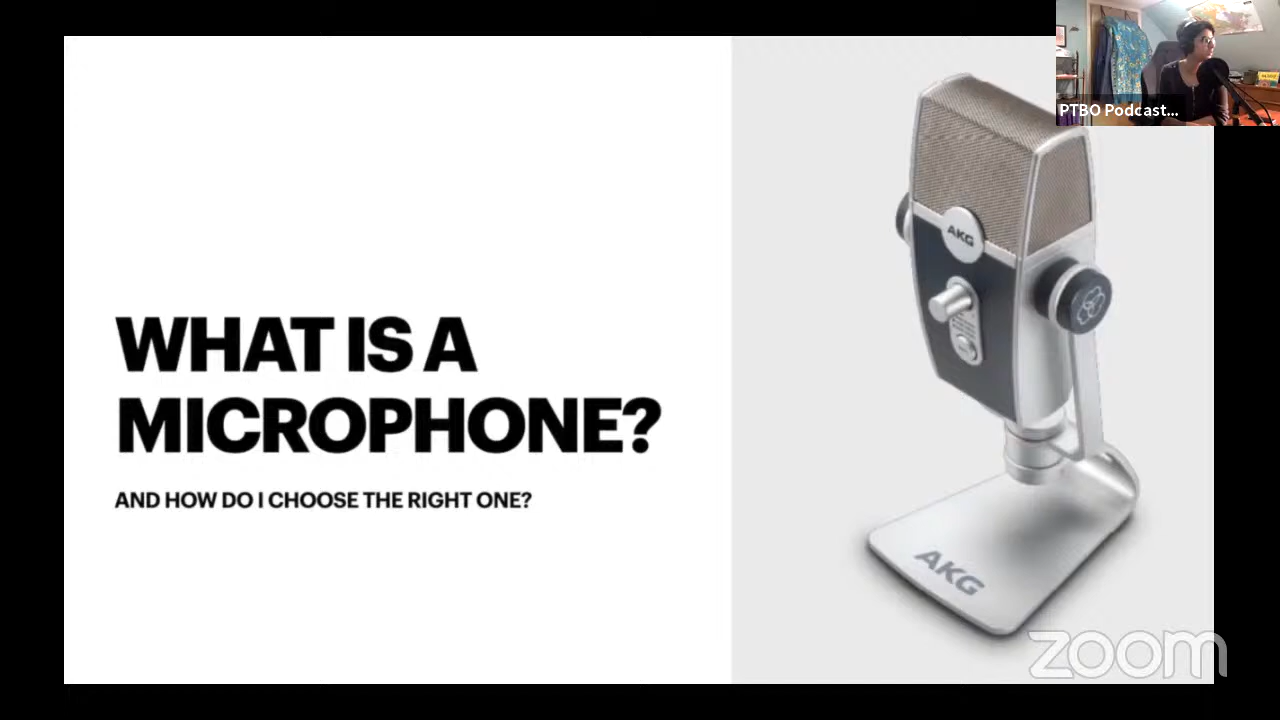 PTBO Podcast...
AKG
WHAT IS A
MICROPHONE?
AND HOW DO I CHOOSE THE RIGHT ONE?
AKG
zoom